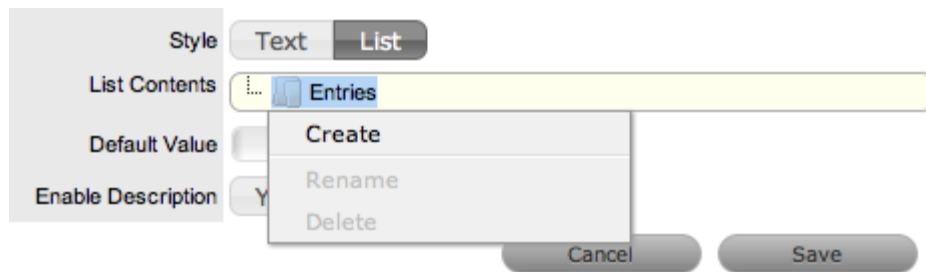 Style Text List
List Contents Entries
Create
Default Value
Rename
Enable Description Y
Delete
Cancel Save